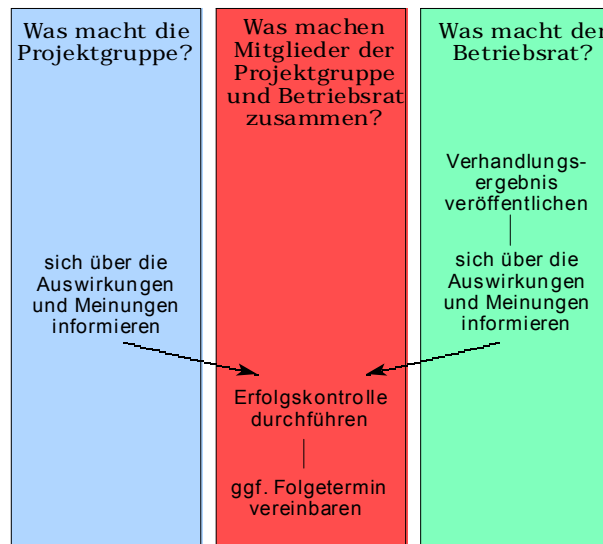 Was macht die
Projektgruppe?
sich über die
Auswirkungen
und Meinungen
informieren
Was machen
Mitglieder der
Projektgruppe
und Betriebsrat
zusammen?
Erfolgskontrolle
durchführen
ggf. Folgetermin
vereinbaren
Was macht der
Betriebsrat?
Verhandlungs-
ergebnis
veröffentlichen
sich über die
Auswirkungen
und Meinungen
informieren